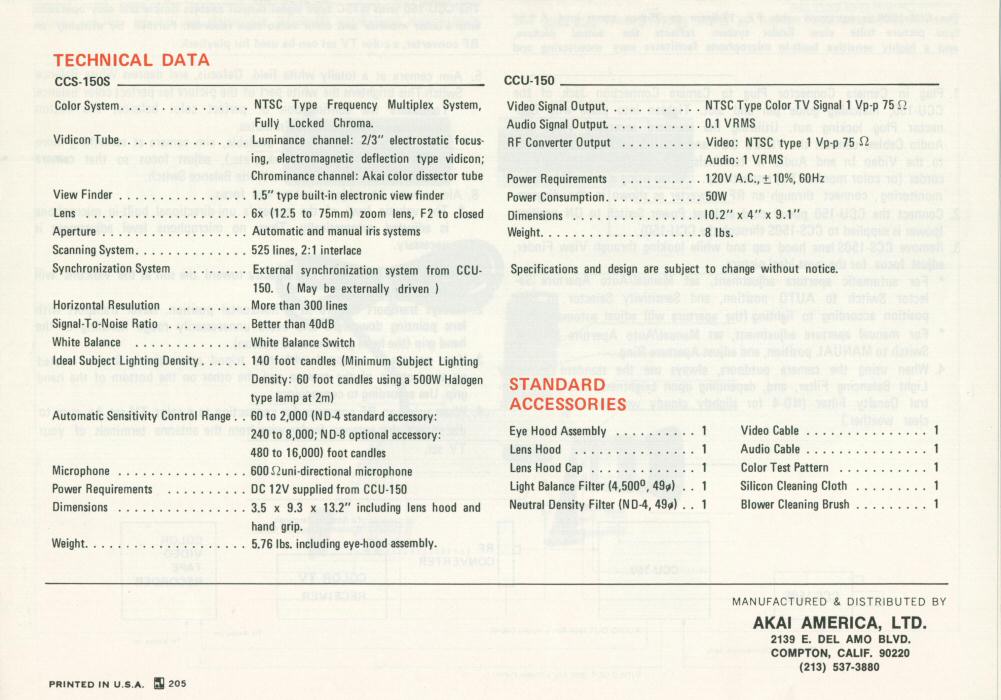 TECHNICAL DATA
CCS-150S
Color System. . . . . . . . . . . . . . . . NTSC Type Frequency Multiplex System,
Fully Locked Chroma.
Vidicon Tube. . . . . . . . . . . . . . . . Luminance channel: 2/3" electrostatic focus-
ing, electromagnetic deflection type vidicon;
Chrominance channel: Akai color dissector tube
View Finder . . . . . . . . . . . . . . . . 1.5" type built-in electronic view finder
Lens . . . . . . . . . . . . . . . . . . . . 6x (12.5 to 75mm) zoom lens, F2 to closed
Aperture . . . . . . . . . . . . . . . . . . Automatic and manual iris systems
Scanning System. . . . . . . . . . . . . . 525 lines, 2:1 interlace
Synchronization System . . . . . . . . . External synchronization system from CCU-
150. ( May be externally driven )
Horizontal Resulution . . . . . . . . . . More than 300 lines
Signal-To-Noise Ratio . . . . . . . . . . Better than 40dB
White Balance . . . . . . . . . . . . . . White Balance Switch
Ideal Subject Lighting Density . . . . . 140 foot candles (Minimum Subject Lighting
Density: 60 foot candles using a 500W Halogen
type lamp at 2m)
Automatic Sensitivity Control Range . . 60 to 2,000 (ND-4 standard accessory:
240 to 8,000; ND-8 optional accessory:
480 to 16,000) foot candles
Microphone . . . . . . . . . . . . . . . . 600 Ω uni-directional microphone
Power Requirements . . . . . . . . . . DC 12V supplied from CCU-150
Dimensions . . . . . . . . . . . . . . . . 3.5 x 9.3 x 13.2" including lens hood and
hand grip.
Weight. . . . . . . . . . . . . . . . . . . 5.76 lbs. including eye-hood assembly.
CCU-150
Video Signal Output. . . . . . . . . . . NTSC Type Color TV Signal 1 Vp-p 75 Ω
Audio Signal Output. . . . . . . . . . . 0.1 VRMS
RF Converter Output . . . . . . . . . . Video: NTSC type 1 Vp-p 75 Ω
Audio: 1 VRMS
Power Requirements . . . . . . . . . . 120V A.C., ± 10%, 60Hz
Power Consumption. . . . . . . . . . . 50W
Dimensions . . . . . . . . . . . . . . . . 10.2" x 4" x 9.1"
Weight. . . . . . . . . . . . . . . . . . . 8 lbs.
Specifications and design are subject to change without notice.
STANDARD
ACCESSORIES
Eye Hood Assembly . . . . . . . . . 1
Lens Hood . . . . . . . . . . . . . . 1
Lens Hood Cap . . . . . . . . . . . . 1
Light Balance Filter (4,500⁰, 49ø) . . 1
Neutral Density Filter (ND-4, 49ø) . . 1
Video Cable . . . . . . . . . . . . . . 1
Audio Cable . . . . . . . . . . . . . . 1
Color Test Pattern . . . . . . . . . . 1
Silicon Cleaning Cloth . . . . . . . . 1
Blower Cleaning Brush . . . . . . . . 1
MANUFACTURED & DISTRIBUTED BY
AKAI AMERICA, LTD.
2139 E. DEL AMO BLVD.
COMPTON, CALIF. 90220
(213) 537-3880
PRINTED IN U.S.A. 205